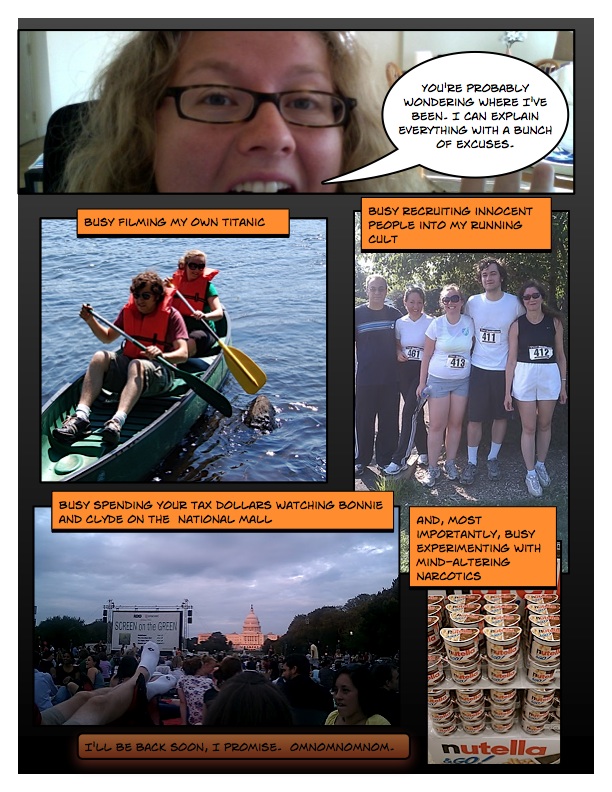 YOU'RE PROBABLY
WONDERING WHERE I'VE
BEEN. I CAN EXPLAIN
EVERYTHING WITH A BUNCH
OF EXCUSES.
BUSY FILMING MY OWN TITANIC
BUSY RECRUITING INNOCENT
PEOPLE INTO MY RUNNING
CULT
461
413
411
412
BUSY SPENDING YOUR TAX DOLLARS WATCHING BONNIE
AND CLYDE ON THE NATIONAL MALL
SCREEN on the GREEN
AND, MOST
IMPORTANTLY, BUSY
EXPERIMENTING WITH
MIND-ALTERING
NARCOTICS
nutella
&GO!
I'LL BE BACK SOON, I PROMISE. OMNOMNOMNOM.